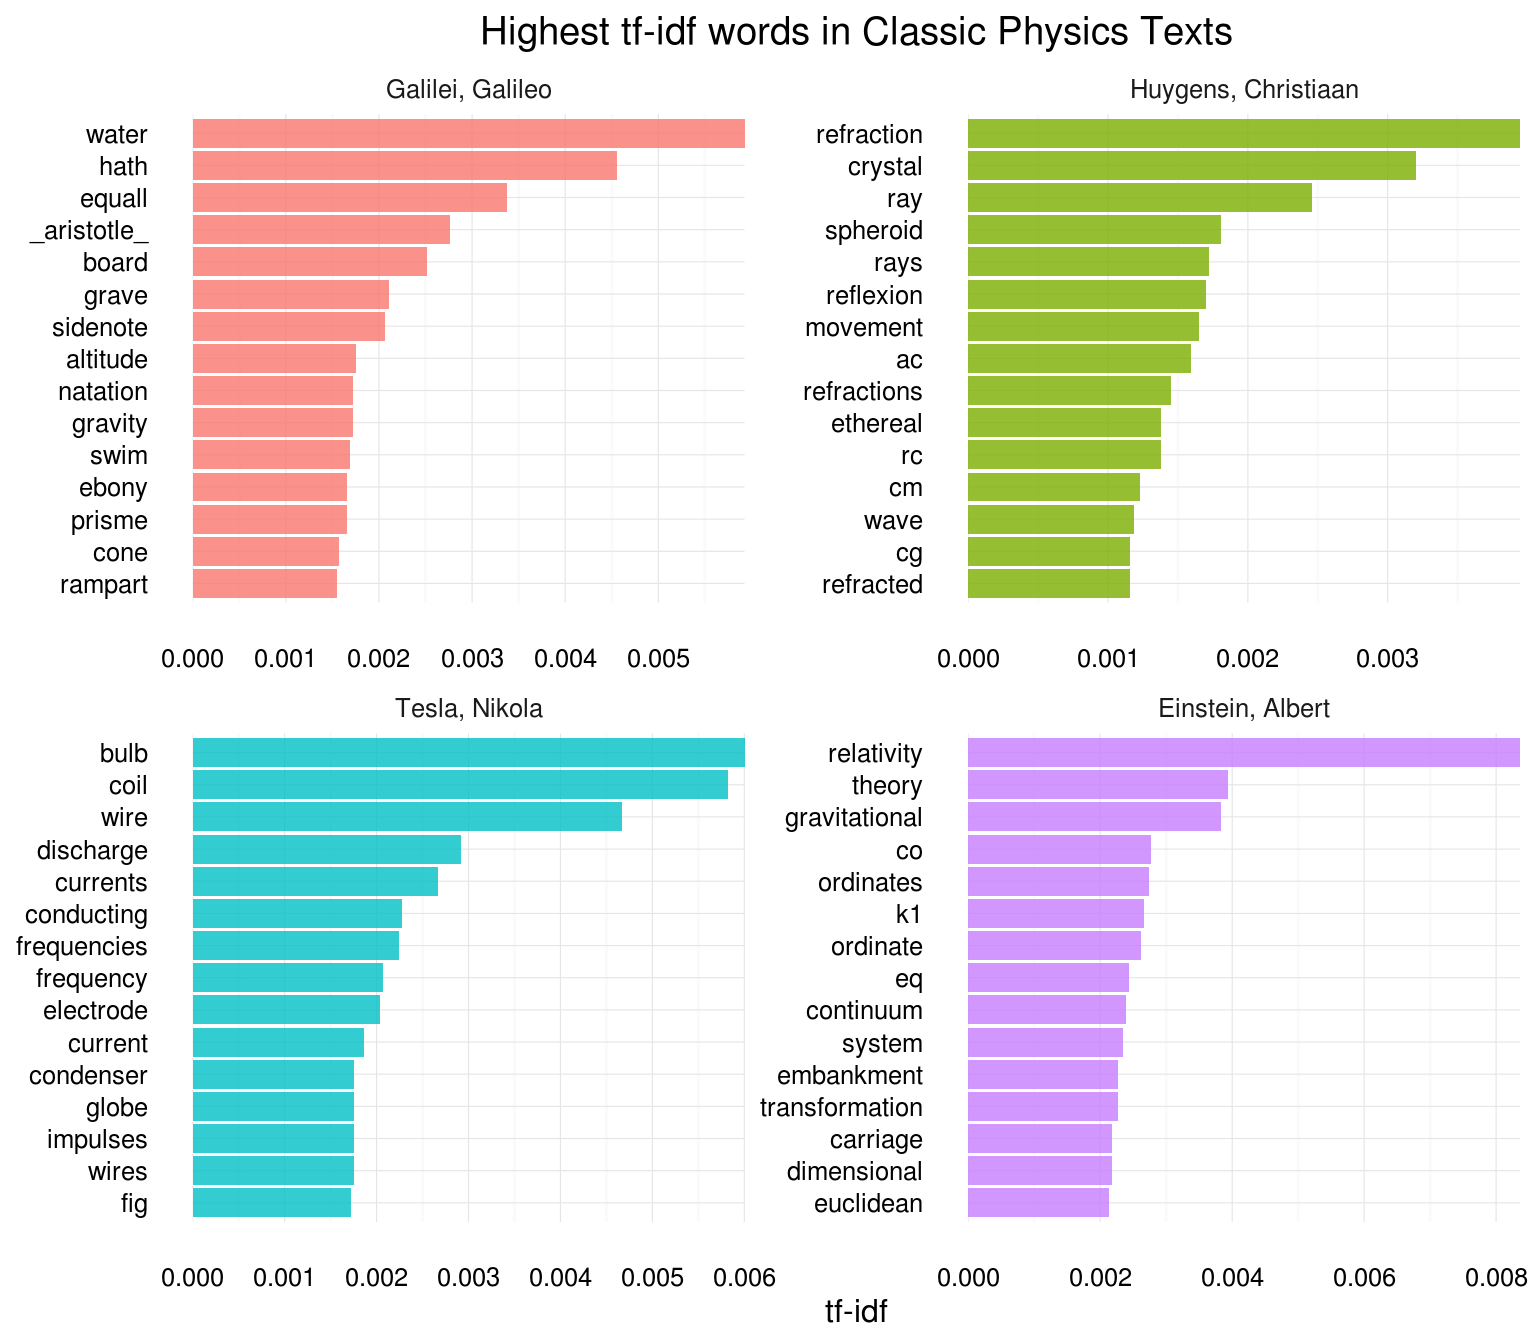 Highest tf-idf words in Classic Physics Texts
Galilei, Galileo
water
hath
equall
_aristotle_
board
grave
sidenote
altitude
natation
gravity
swim
ebony
prisme
cone
rampart
0.000 0.001 0.002 0.003 0.004 0.005
Huygens, Christiaan
refraction
crystal
ray
spheroid
rays
reflexion
movement
ac
refractions
ethereal
rc
cm
wave
cg
refracted
0.000 0.001 0.002 0.003
Tesla, Nikola
bulb
coil
wire
discharge
currents
conducting
frequencies
frequency
electrode
current
condenser
globe
impulses
wires
fig
0.000 0.001 0.002 0.003 0.004 0.005 0.006
Einstein, Albert
relativity
theory
gravitational
co
ordinates
k1
ordinate
eq
continuum
system
embankment
transformation
carriage
dimensional
euclidean
0.000 0.002 0.004 0.006 0.008
tf-idf